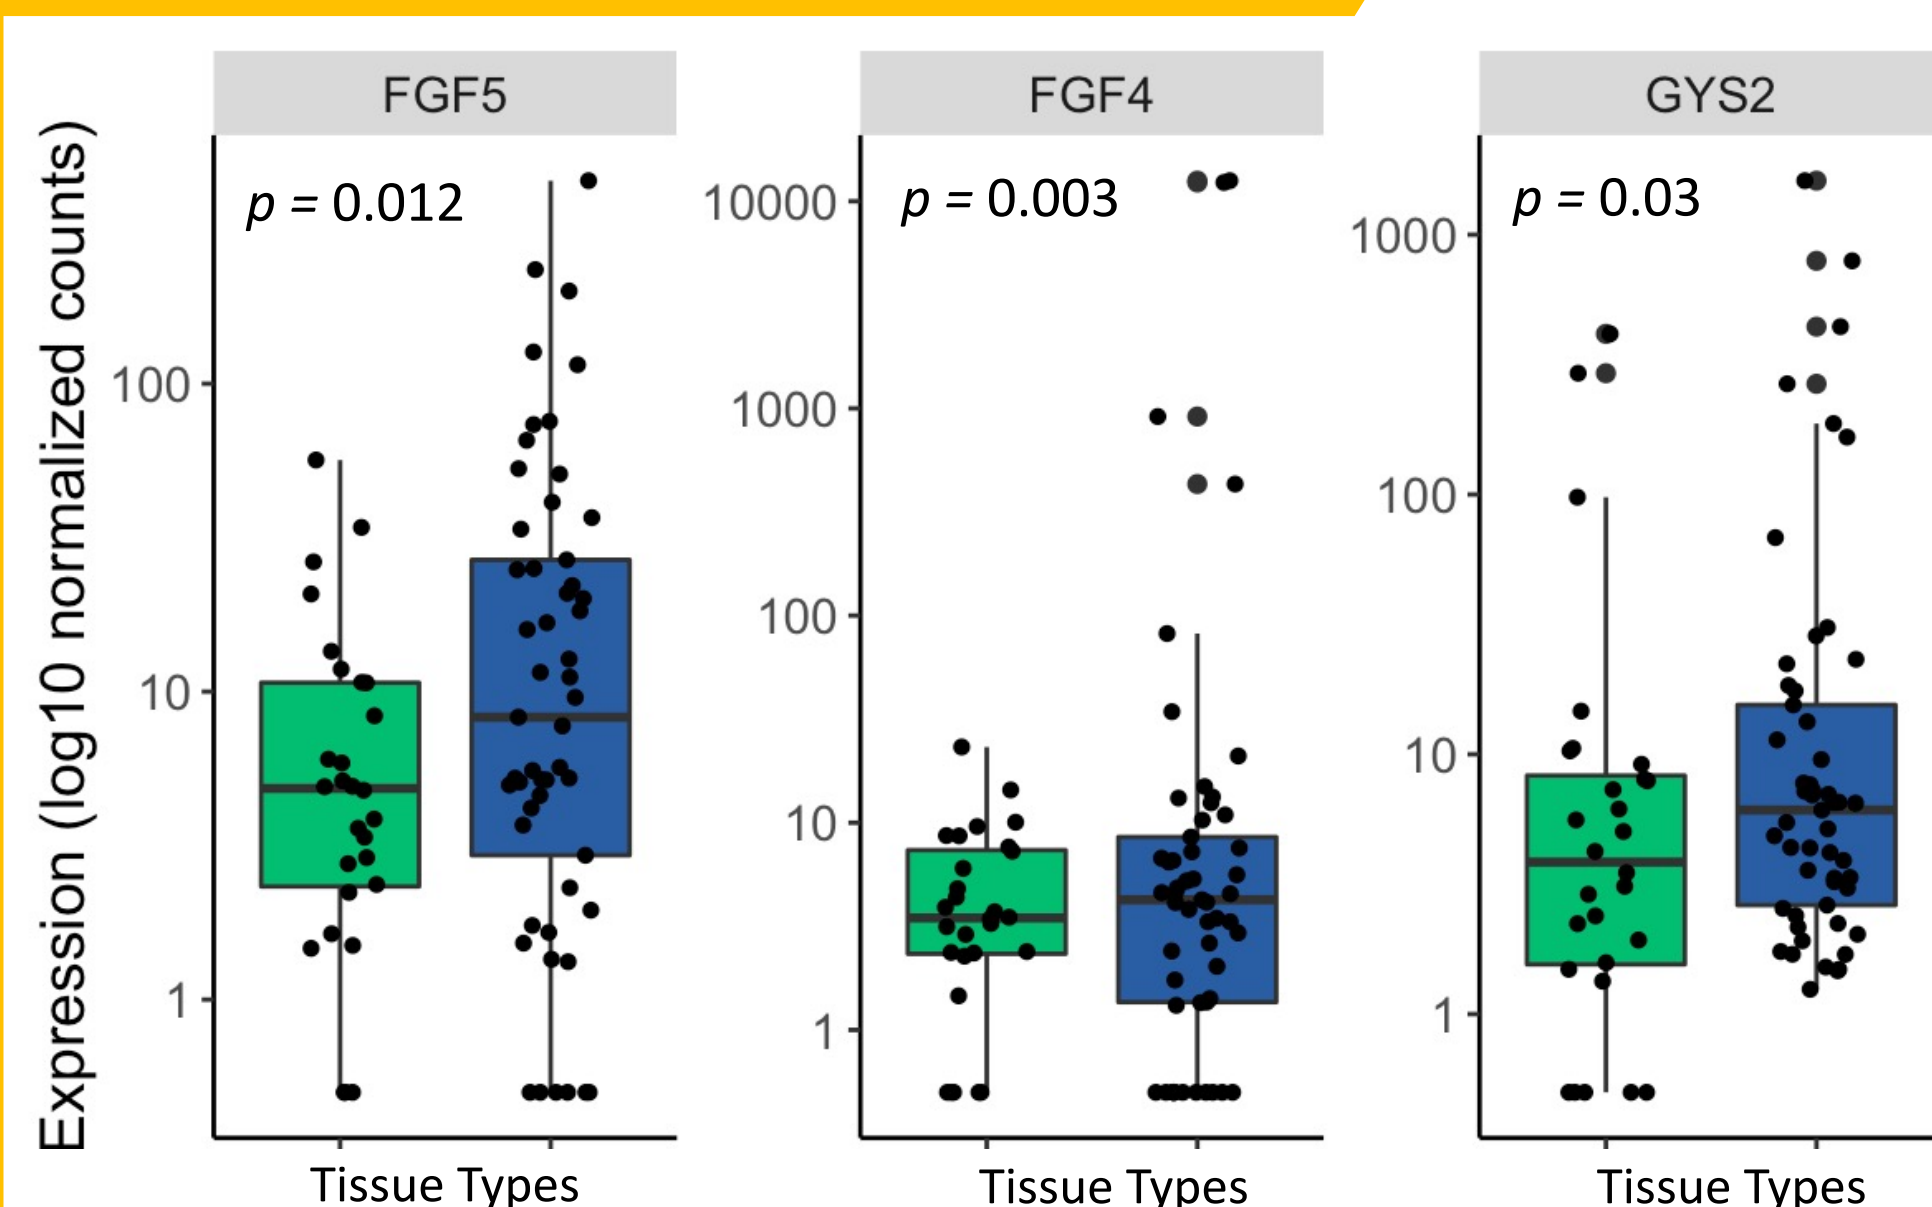 Expression (log10 normalized counts)
FGF5
p = 0.012
100
10
1
Tissue Types
FGF4
p = 0.003
10000
1000
100
10
1
Tissue Types
GYS2
p = 0.03
1000
100
10
1
Tissue Types